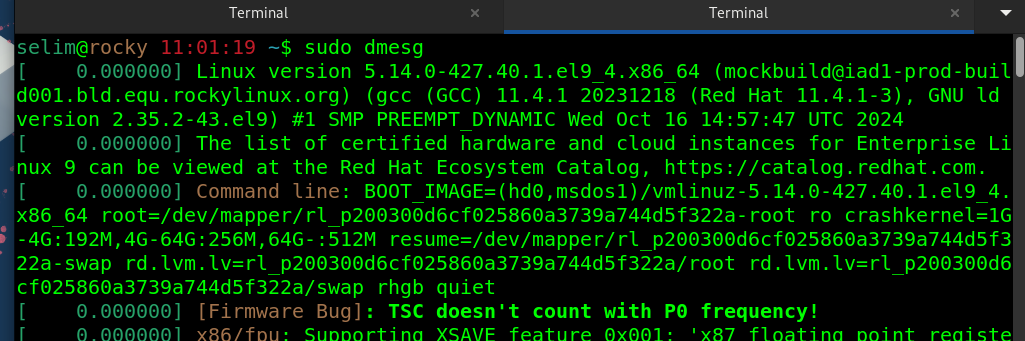 Terminal × Terminal ×
selim@rocky 11:01:19 ~$ sudo dmesg
[    0.000000] Linux version 5.14.0-427.40.1.el9_4.x86_64 (mockbuild@iad1-prod-buil
d001.bld.equ.rockylinux.org) (gcc (GCC) 11.4.1 20231218 (Red Hat 11.4.1-3), GNU ld
version 2.35.2-43.el9) #1 SMP PREEMPT_DYNAMIC Wed Oct 16 14:57:47 UTC 2024
[    0.000000] The list of certified hardware and cloud instances for Enterprise Li
nux 9 can be viewed at the Red Hat Ecosystem Catalog, https://catalog.redhat.com.
[    0.000000] Command line: BOOT_IMAGE=(hd0,msdos1)/vmlinuz-5.14.0-427.40.1.el9_4.
x86_64 root=/dev/mapper/rl_p200300d6cf025860a3739a744d5f322a-root ro crashkernel=1G
-4G:192M,4G-64G:256M,64G-:512M resume=/dev/mapper/rl_p200300d6cf025860a3739a744d5f3
22a-swap rd.lvm.lv=rl_p200300d6cf025860a3739a744d5f322a/root rd.lvm.lv=rl_p200300d6
cf025860a3739a744d5f322a/swap rhgb quiet
[    0.000000] [Firmware Bug]: TSC doesn't count with P0 frequency!
[    0.000000] x86/fpu: Supporting XSAVE feature 0x001: 'x87 floating point registe